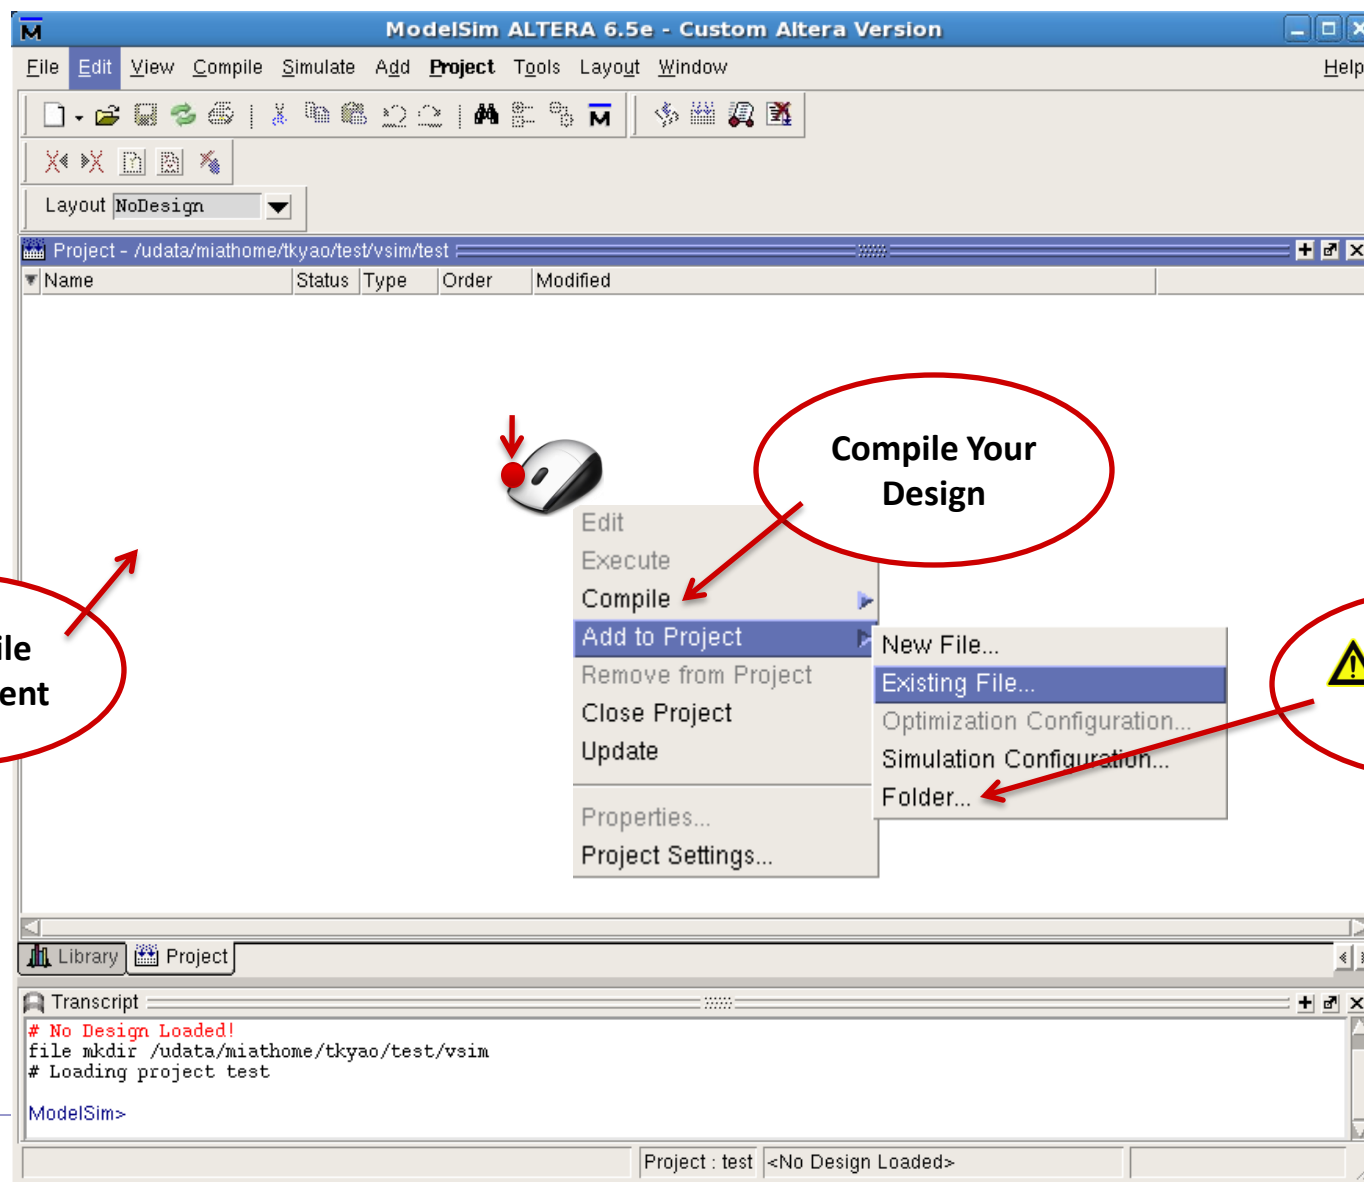 ModelSim ALTERA 6.5e - Custom Altera Version
File Edit View Compile Simulate Add Project Tools Layout Window Help
Layout NoDesign
Project - /udata/miathome/tkyao/test/vsim/test
Name Status Type Order Modified
Compile Your
Design
Edit
Execute
Compile
Add to Project
Remove from Project
Close Project
Update
Properties...
Project Settings...
New File...
Existing File...
Optimization Configuration...
Simulation Configuration...
Folder...
ile
ent
Library Project
Transcript
# No Design Loaded!
file mkdir /udata/miathome/tkyao/test/vsim
# Loading project test
ModelSim>
Project : test <No Design Loaded>